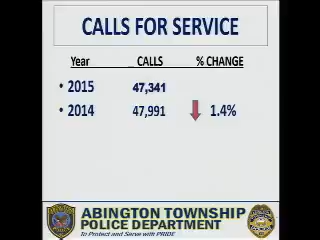 CALLS FOR SERVICE
Year CALLS % CHANGE
• 2015 47,341
• 2014 47,991 1.4%
ABINGTON TOWNSHIP
POLICE DEPARTMENT
To Protect and Serve with PRIDE